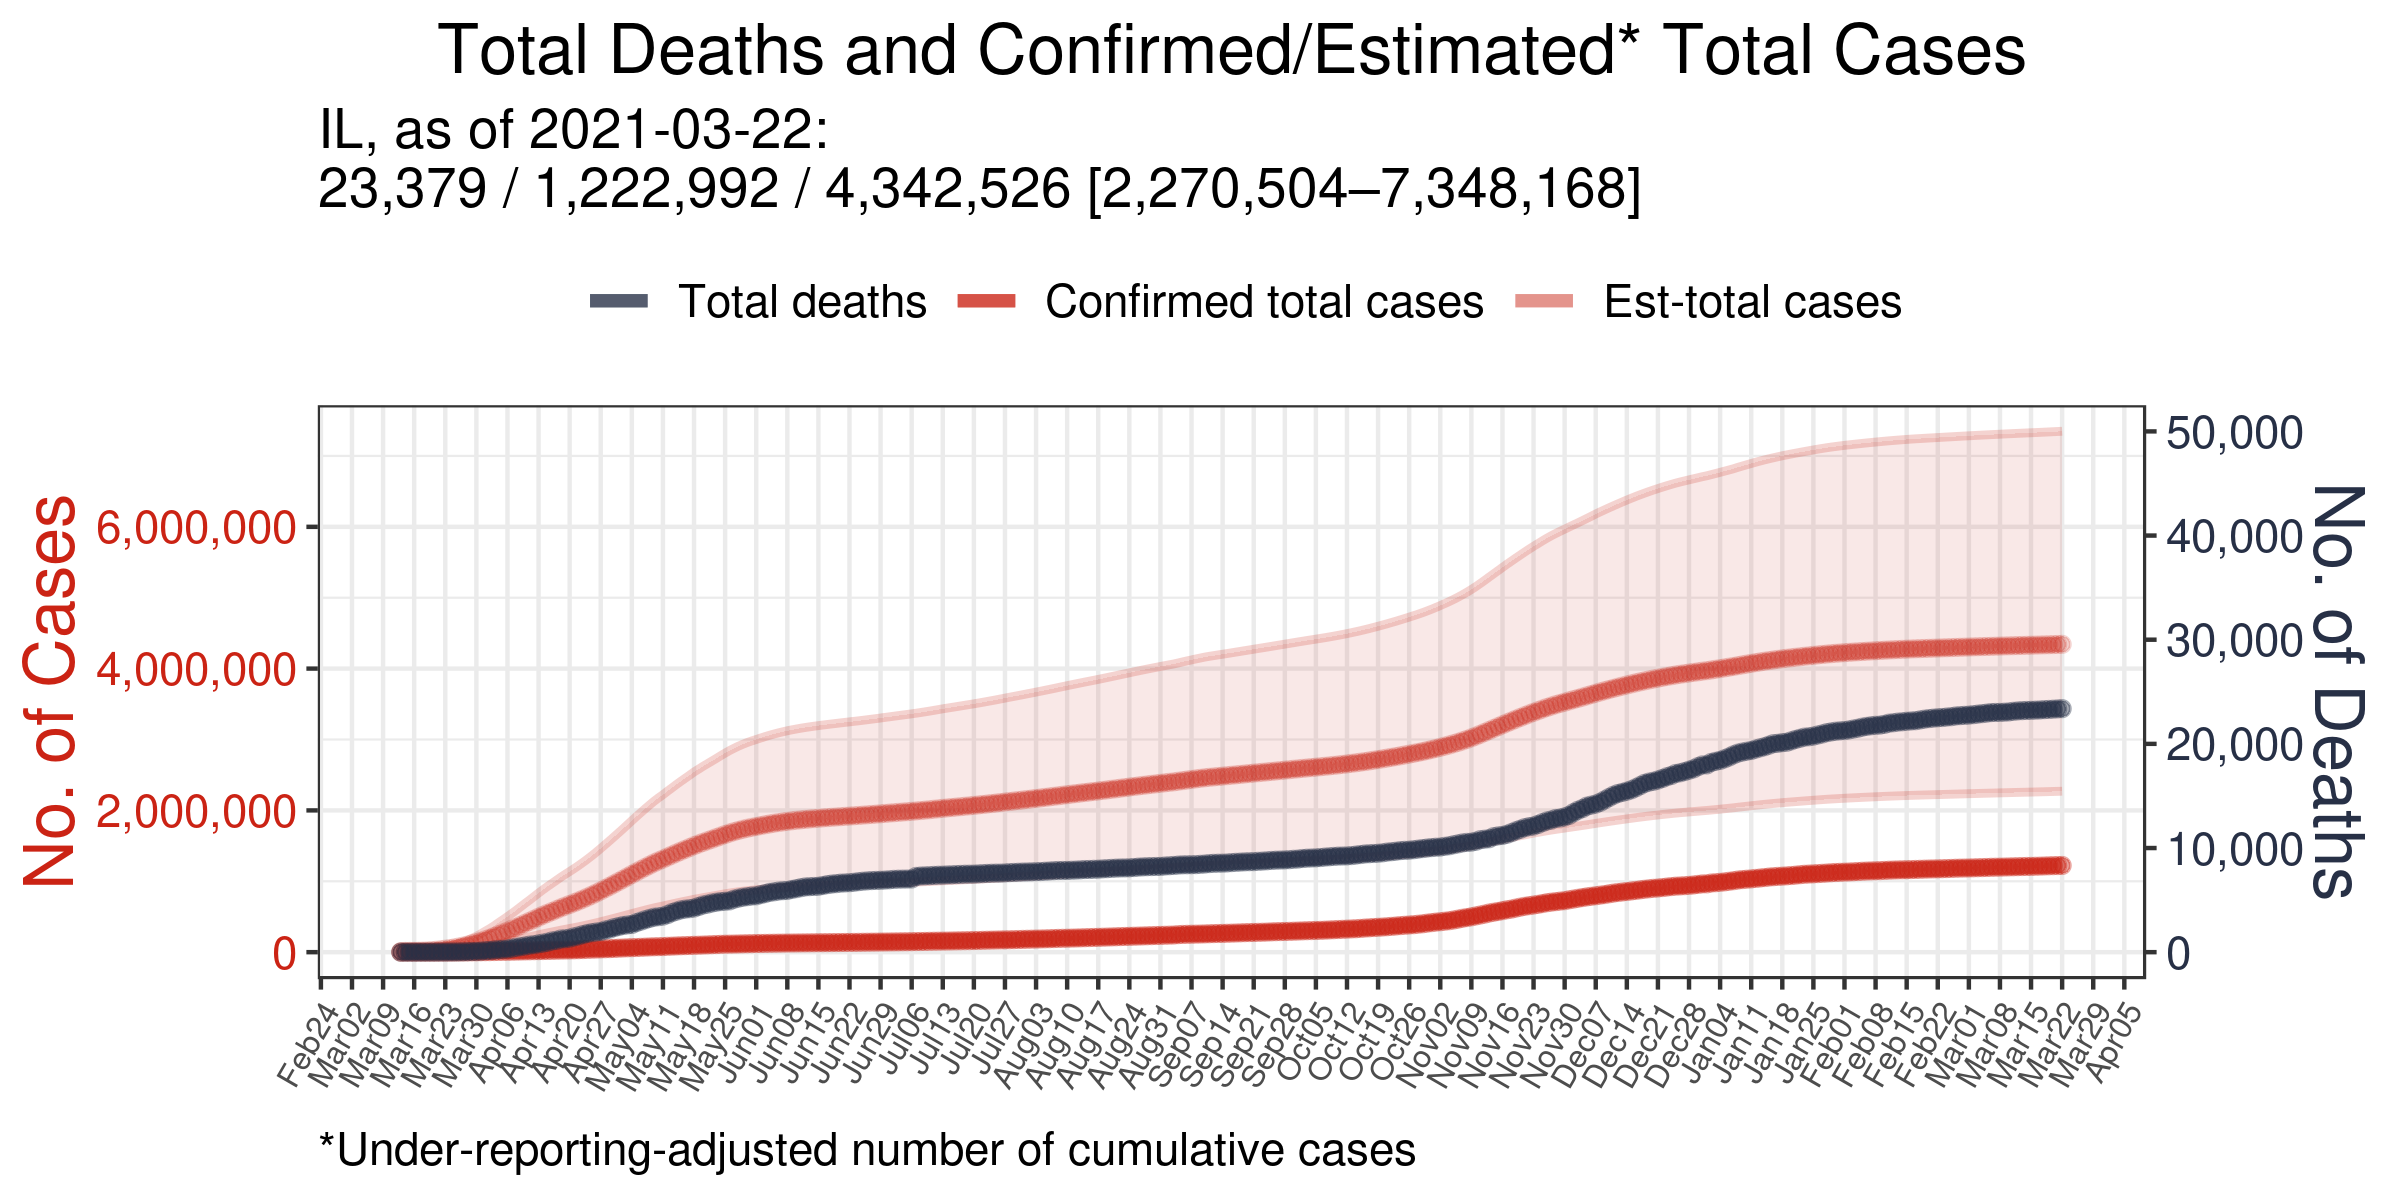 Total Deaths and Confirmed/Estimated* Total Cases
IL, as of 2021-03-22:
23,379 / 1,222,992 / 4,342,526 [2,270,504–7,348,168]
Total deaths
Confirmed total cases
Est-total cases
No. of Cases
6,000,000
4,000,000
2,000,000
0
50,000
40,000
30,000
20,000
10,000
0
No. of Deaths
Feb24
Mar02
Mar09
Mar16
Mar23
Mar30
Apr06
Apr13
Apr20
Apr27
May04
May11
May18
May25
Jun01
Jun08
Jun15
Jun22
Jun29
Jul06
Jul13
Jul20
Jul27
Aug03
Aug10
Aug17
Aug24
Aug31
Sep07
Sep14
Sep21
Sep28
Oct05
Oct12
Oct19
Oct26
Nov02
Nov09
Nov16
Nov23
Nov30
Dec07
Dec14
Dec21
Dec28
Jan04
Jan11
Jan18
Jan25
Feb01
Feb08
Feb15
Feb22
Mar01
Mar08
Mar15
Mar22
Mar29
Apr05
*Under-reporting-adjusted number of cumulative cases